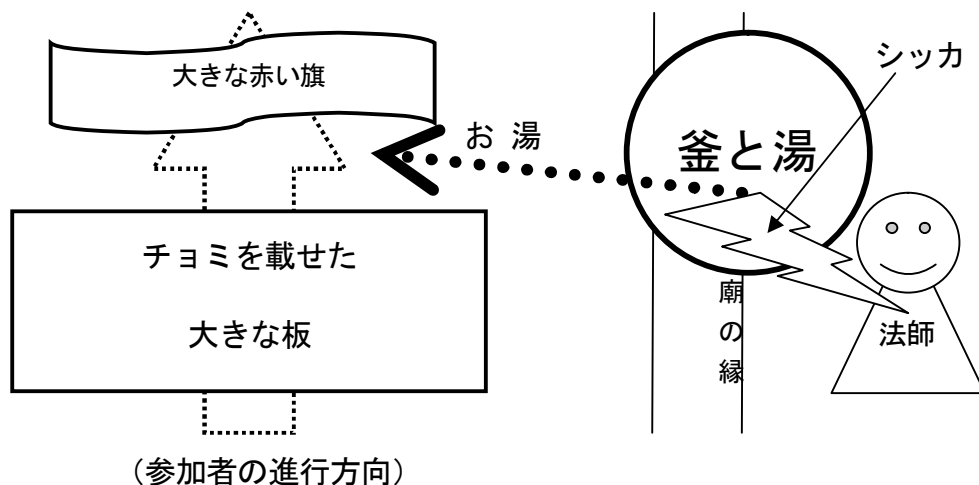 大きな赤い旗
お 湯
釜と湯
シッカ
チョミを載せた
大きな板
廟の縁
法師
（参加者の進行方向）